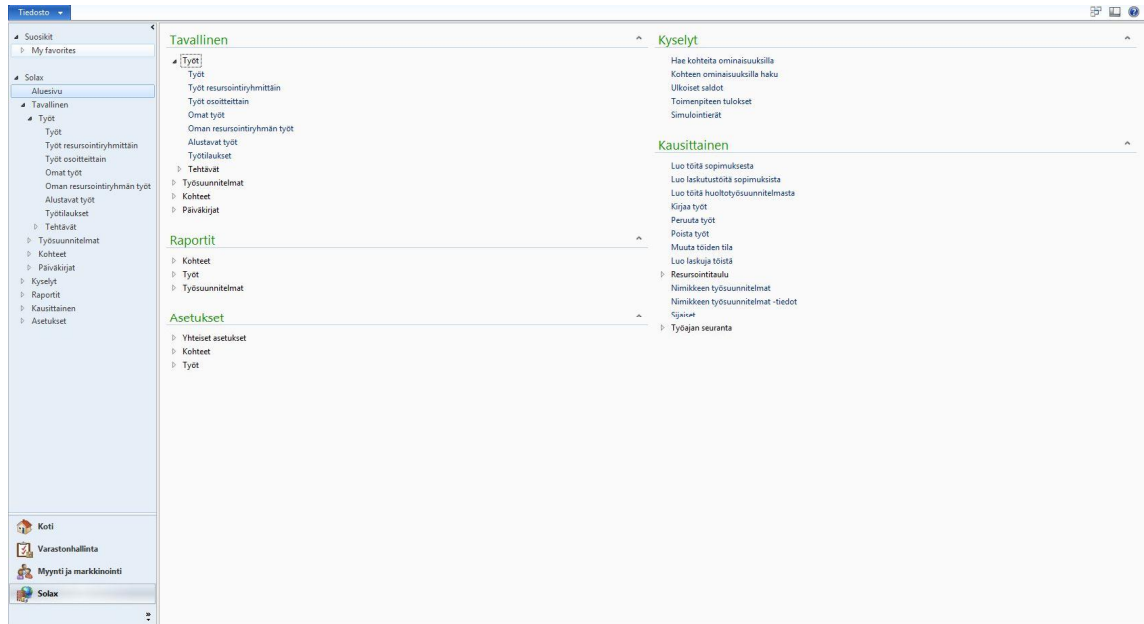 Tiedosto
Suosikit
My favorites
Solax
Aluesivu
Tavallinen
Työt
Työt
Työt resursointiryhmittäin
Työt osoitteittain
Omat työt
Oman resursointiryhmän työt
Alustavat työt
Työtilaukset
Tehtävät
Työsuunnitelmat
Kohteet
Päiväkirjat
Kyselyt
Raportit
Kausittainen
Asetukset
Koti
Varastonhallinta
Myynti ja markkinointi
Solax
Tavallinen
Työt
Työt
Työt resursointiryhmittäin
Työt osoitteittain
Omat työt
Oman resursointiryhmän työt
Alustavat työt
Työtilaukset
Tehtävät
Työsuunnitelmat
Kohteet
Päiväkirjat
Raportit
Kohteet
Työt
Työsuunnitelmat
Asetukset
Yhteiset asetukset
Kohteet
Työt
Kyselyt
Hae kohteita ominaisuuksilla
Kohteen ominaisuuksilla haku
Ulkoiset saldot
Toimenpiteen tulokset
Simulointierät
Kausittainen
Luo töitä sopimuksesta
Luo laskutustöitä sopimuksista
Luo töitä huoltotyösuunnitelmasta
Kirjaa työt
Peruuta työt
Poista työt
Muuta töiden tila
Luo laskuja töistä
Resursointitaulu
Nimikkeen työsuunnitelmat
Nimikkeen työsuunnitelmat -tiedot
Sijaiset
Työajan seuranta